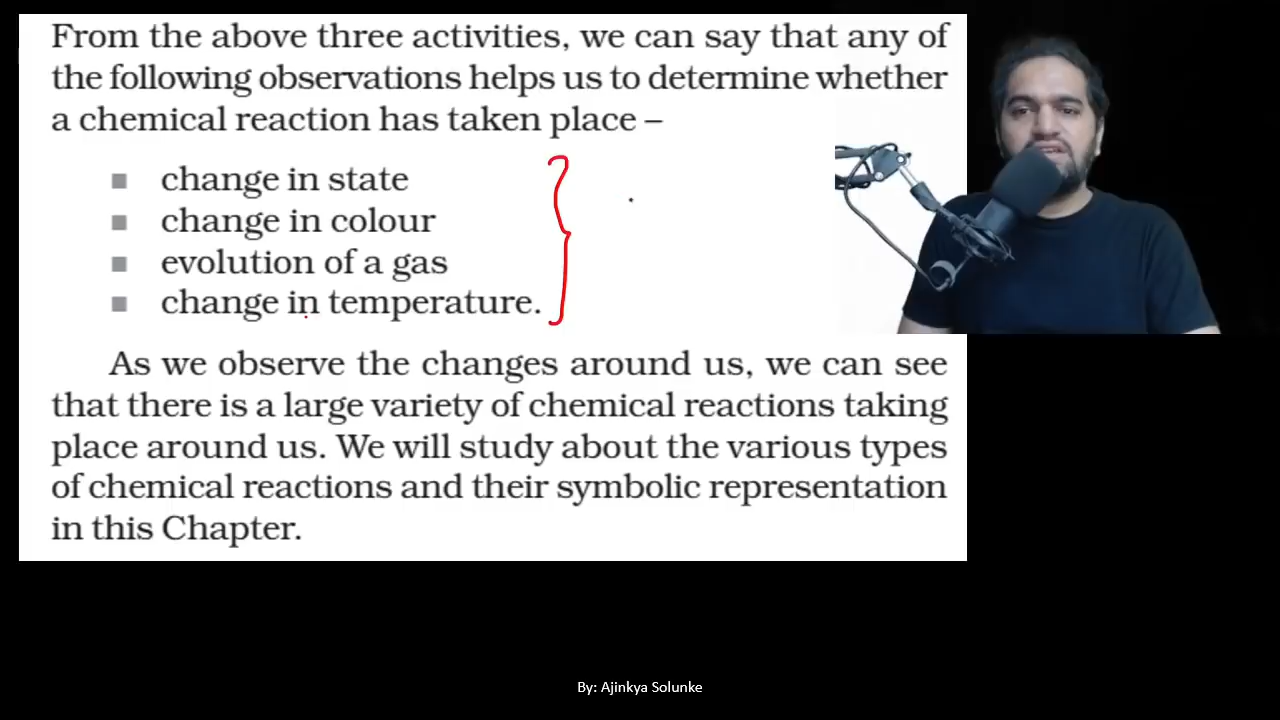 From the above three activities, we can say that any of
the following observations helps us to determine whether
a chemical reaction has taken place –
■ change in state
■ change in colour
■ evolution of a gas
■ change in temperature.
As we observe the changes around us, we can see
that there is a large variety of chemical reactions taking
place around us. We will study about the various types
of chemical reactions and their symbolic representation
in this Chapter.
By: Ajinkya Solunke